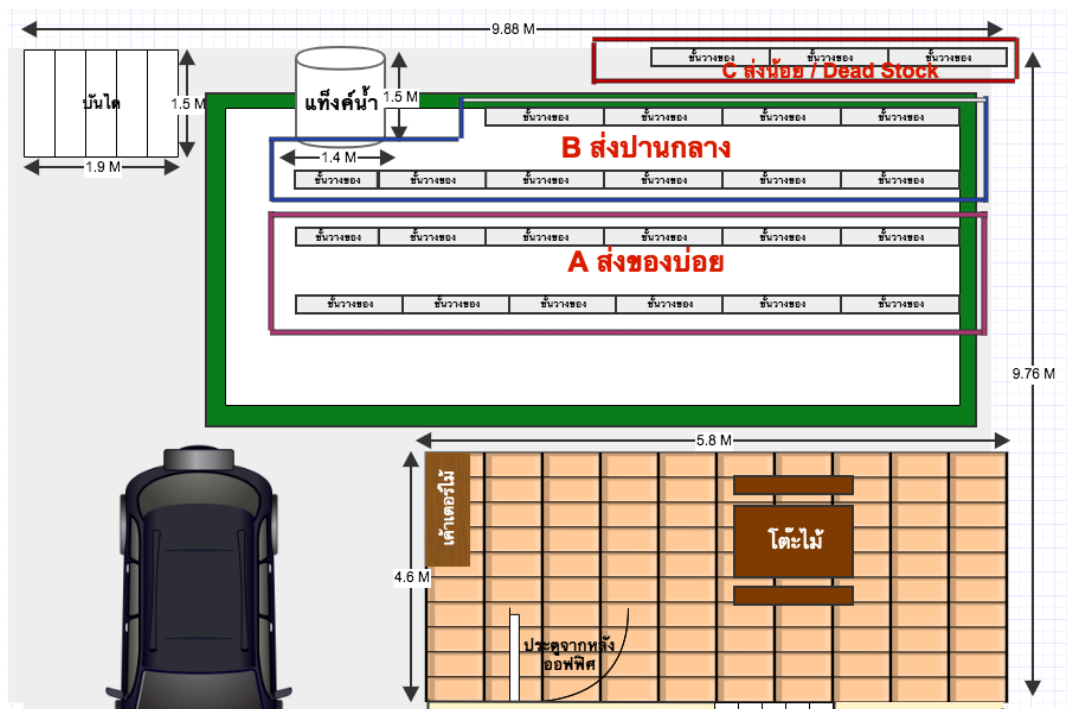 9.88 M
ชั้นวางของ ชั้นวางของ ชั้นวางของ
C ส่งน้อย / Dead Stock
บันได
1.5 M
แท็งค์น้ำ
1.5 M
ชั้นวางของ ชั้นวางของ ชั้นวางของ ชั้นวางของ
B ส่งปานกลาง
1.4 M
1.9 M
ชั้นวางของ ชั้นวางของ ชั้นวางของ ชั้นวางของ ชั้นวางของ ชั้นวางของ
ชั้นวางของ ชั้นวางของ ชั้นวางของ ชั้นวางของ ชั้นวางของ ชั้นวางของ
A ส่งของบ่อย
ชั้นวางของ ชั้นวางของ ชั้นวางของ ชั้นวางของ ชั้นวางของ ชั้นวางของ
9.76 M
5.8 M
เค้าเตอร์ไม้
โต๊ะไม้
4.6 M
ประตูจากหลัง
ออฟฟิศ